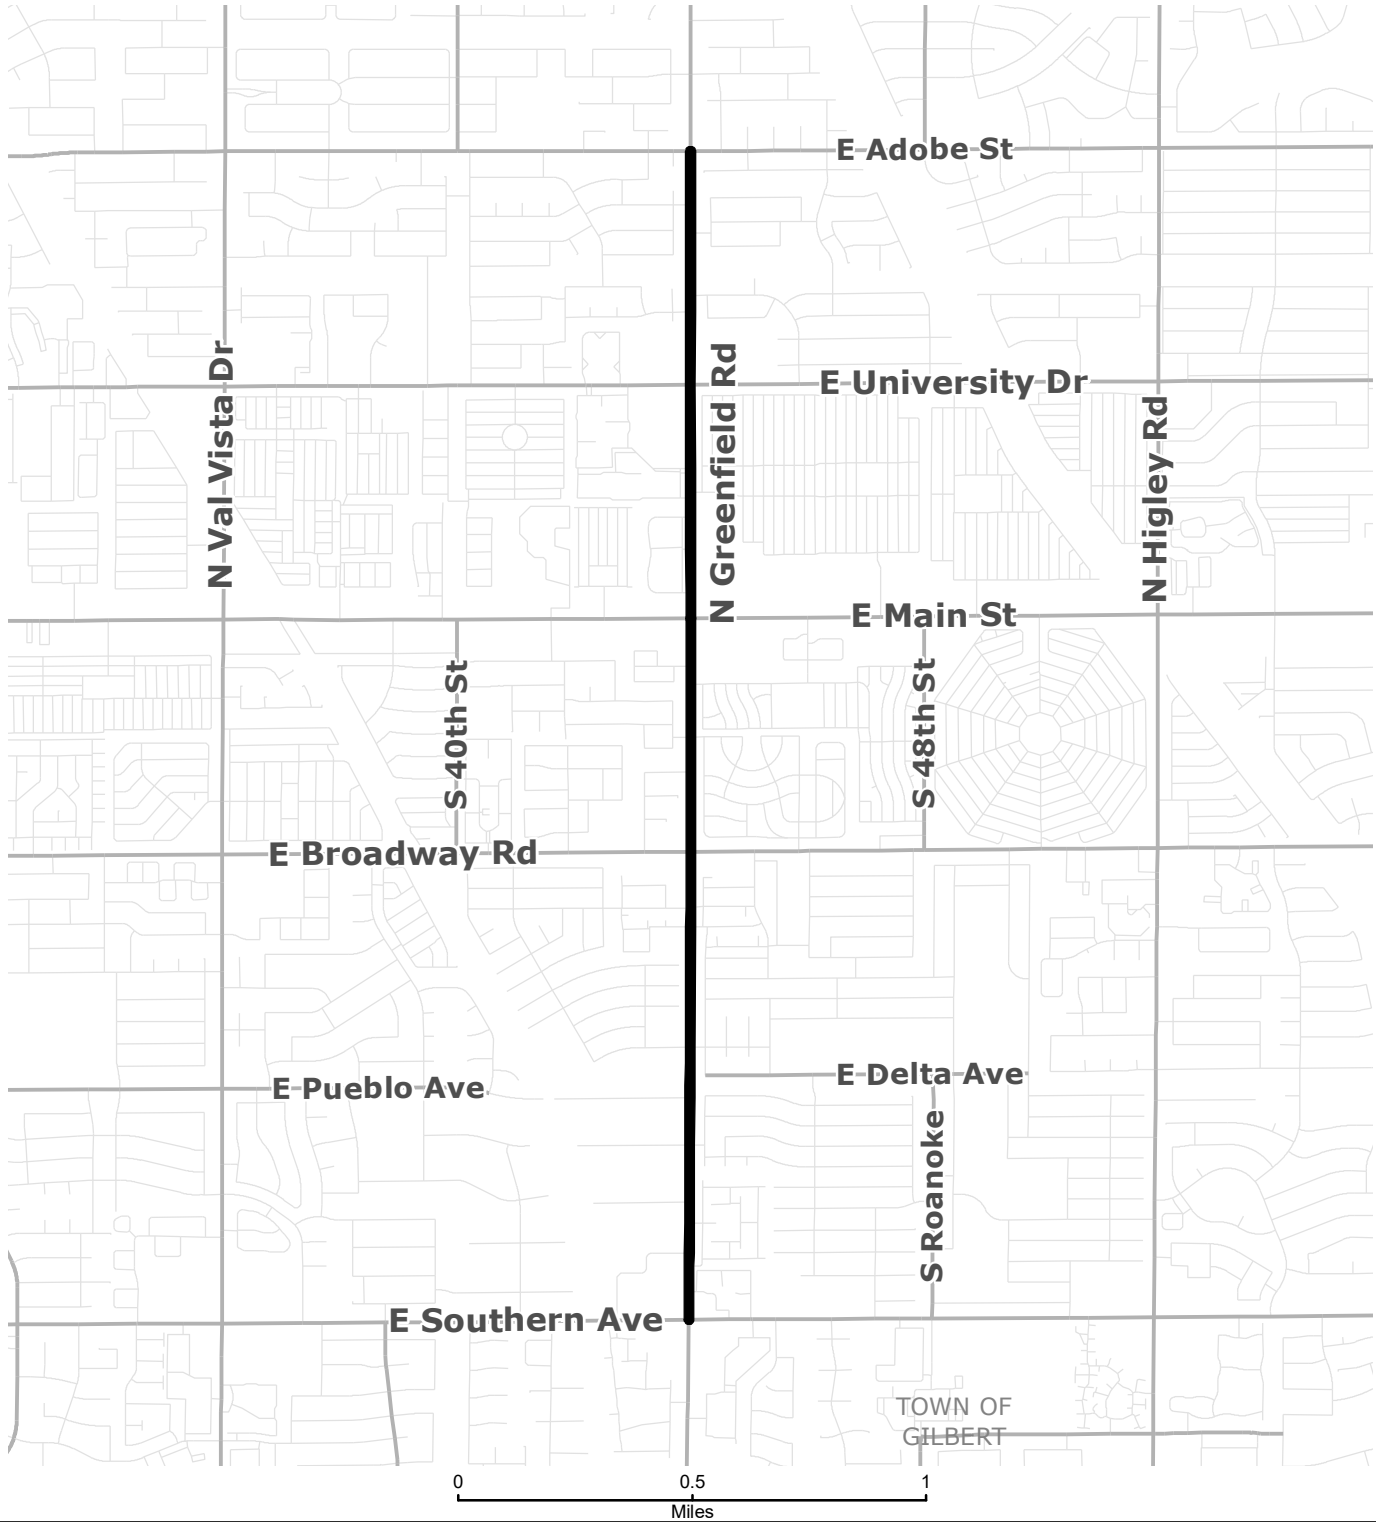 E Adobe St
N Val Vista Dr
N Greenfield Rd
E University Dr
N Higley Rd
E Main St
S 40th St
S 48th St
E Broadway Rd
E Pueblo Ave
E Delta Ave
S Roanoke
E Southern Ave
TOWN OF
GILBERT
0 0.5 1
Miles